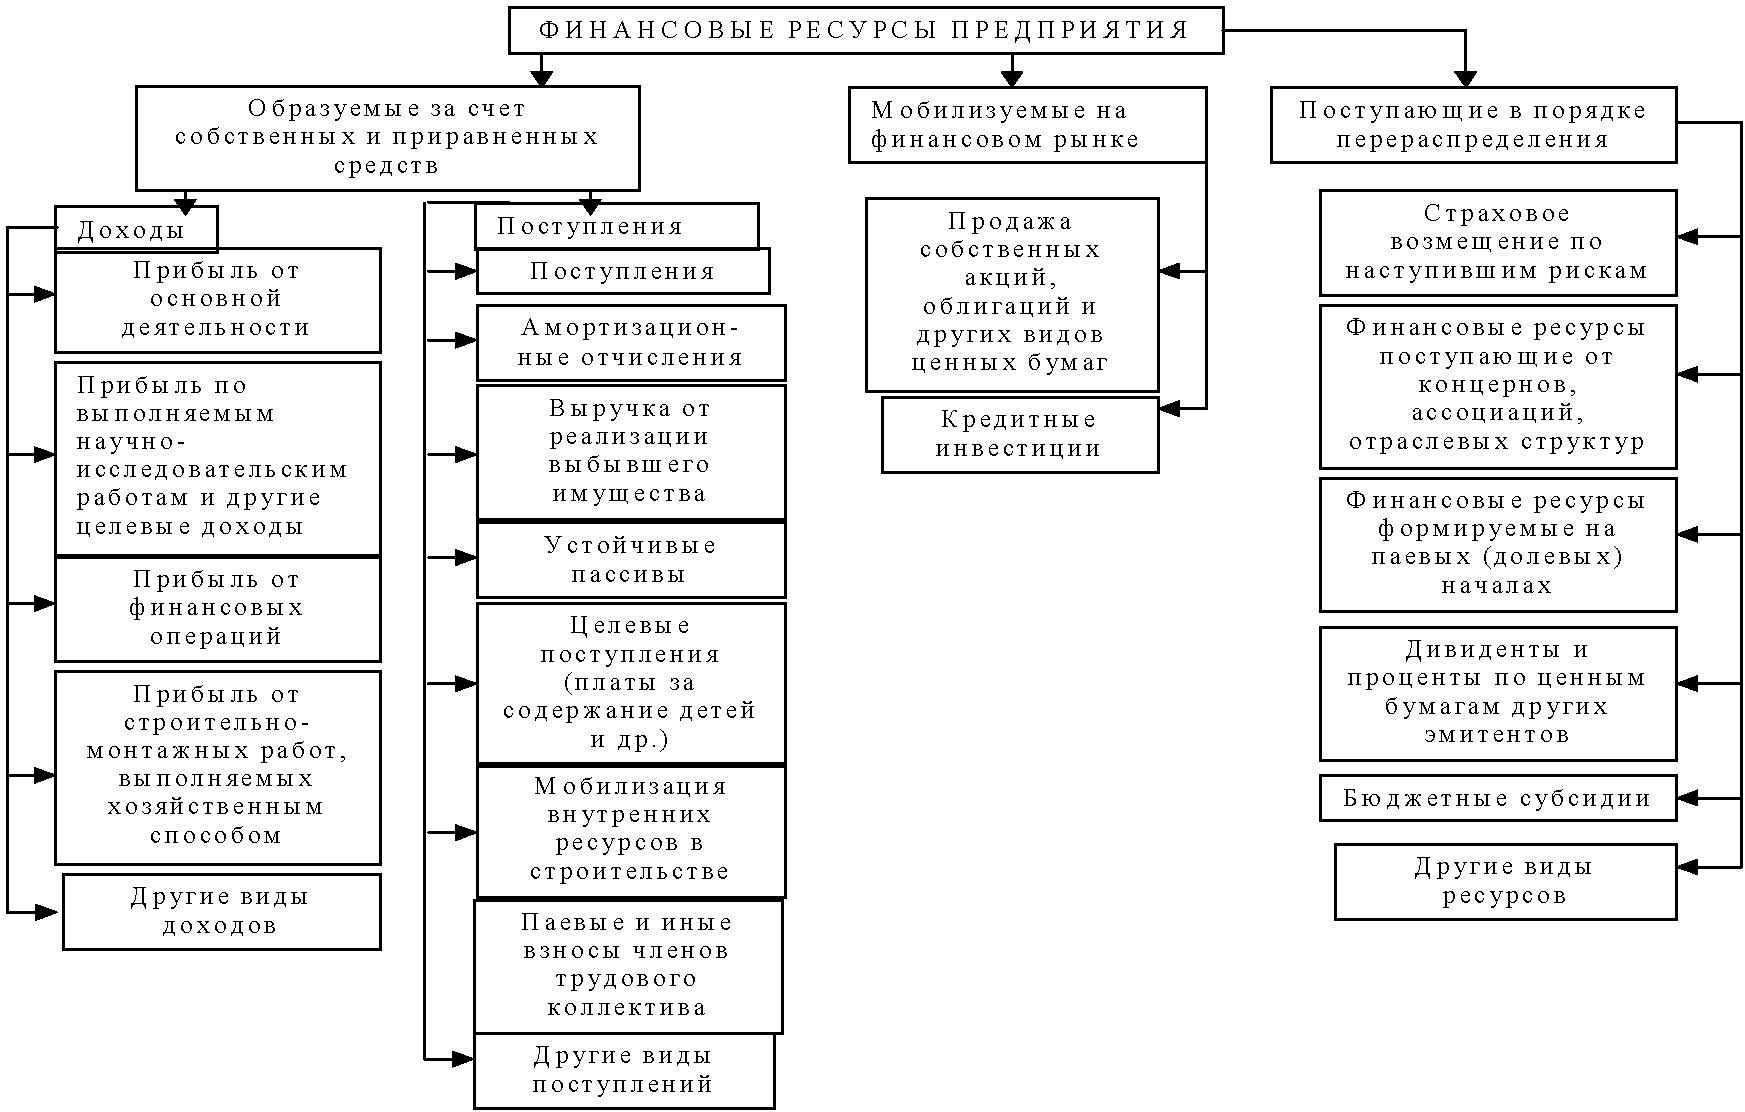 ФИНАНСОВЫЕ РЕСУРСЫ ПРЕДПРИЯТИЯ
Образуемые за счет
собственных и приравненных
средств
Доходы
Прибыль от
основной
деятельности
Прибыль по
выполняемым
научно-
исследовательским
работам и другие
целевые доходы
Прибыль от
финансовых
операций
Прибыль от
строительно-
монтажных работ,
выполняемых
хозяйственным
способом
Другие виды
доходов
Поступления
Поступления
Амортизацион-
ные отчисления
Выручка от
реализации
выбывшего
имущества
Устойчивые
пассивы
Целевые
поступления
(платы за
содержание детей
и др.)
Мобилизация
внутренних
ресурсов в
строительстве
Паевые и иные
взносы членов
трудового
коллектива
Другие виды
поступлений
Мобилизуемые на
финансовом рынке
Продажа
собственных
акций,
облигаций и
других видов
ценных бумаг
Кредитные
инвестиции
Поступающие в порядке
перераспределения
Страховое
возмещение по
наступившим рискам
Финансовые ресурсы
поступающие от
концернов,
ассоциаций,
отраслевых структур
Финансовые ресурсы
формируемые на
паевых (долевых)
началах
Дивиденты и
проценты по ценным
бумагам других
эмитентов
Бюджетные субсидии
Другие виды
ресурсов